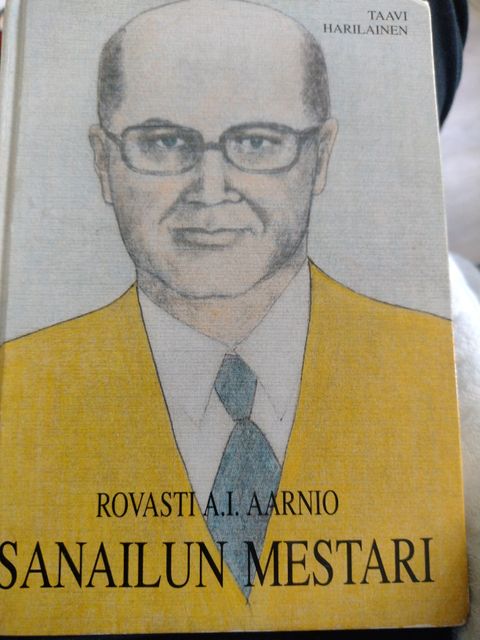 TAAVI
HARILAINEN
ROVASTI A.I. AARNIO
SANAILUN MESTARI